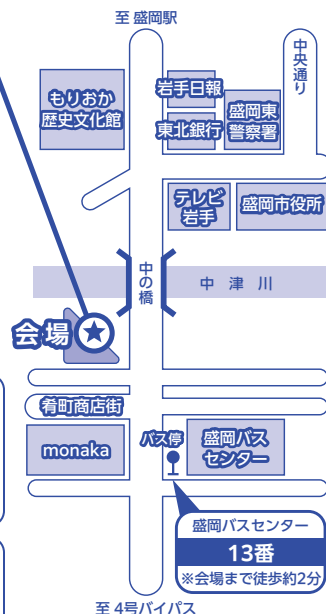 至 盛岡駅
中央通り
もりおか
歴史文化館
岩手日報
東北銀行
盛岡東
警察署
テレビ
岩手
盛岡市役所
中の橋
中津川
会場
肴町商店街
monaka
バス停
盛岡バス
センター
盛岡バスセンター
13番
※会場まで徒歩約2分
至 4号バイパス